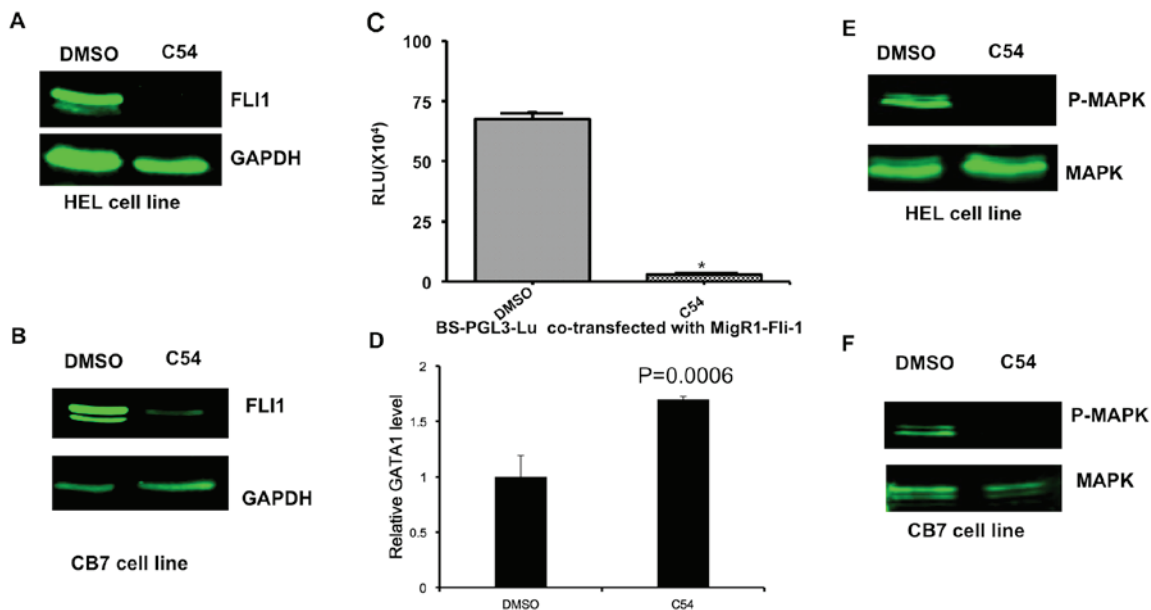 A
DMSO C54
FLI1
GAPDH
HEL cell line
B
DMSO C54
FLI1
GAPDH
CB7 cell line
C
100
75
50
25
0
RLU(X10⁴)
*
DMSO
C54
BS-PGL3-Lu co-transfected with MigR1-Fli-1
D
2
1.5
1
0.5
0
Relative GATA1 level
P=0.0006
DMSO C54
E
DMSO C54
P-MAPK
MAPK
HEL cell line
F
DMSO C54
P-MAPK
MAPK
CB7 cell line